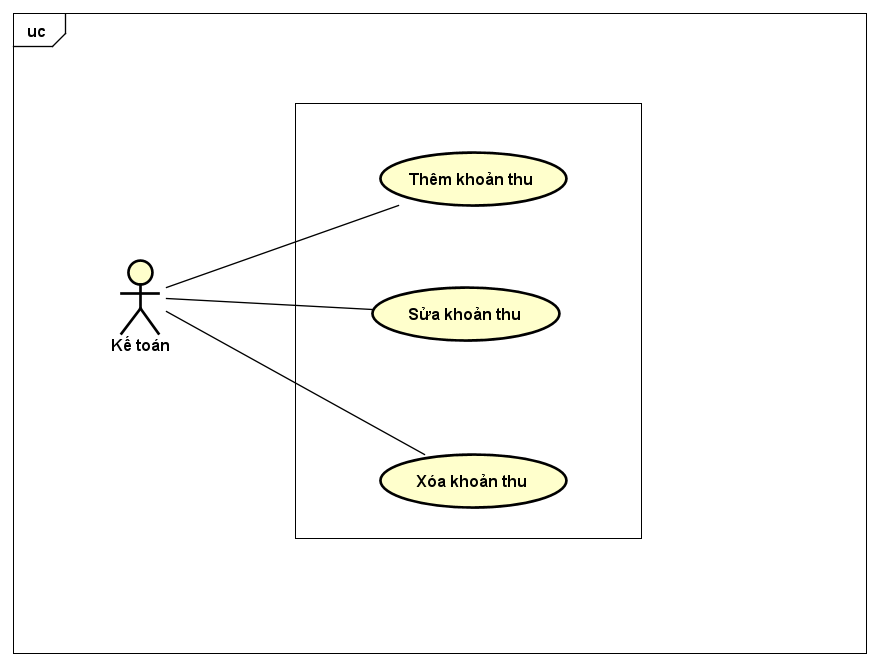 uc
Thêm khoản thu
Sửa khoản thu
Kế toán
Xóa khoản thu